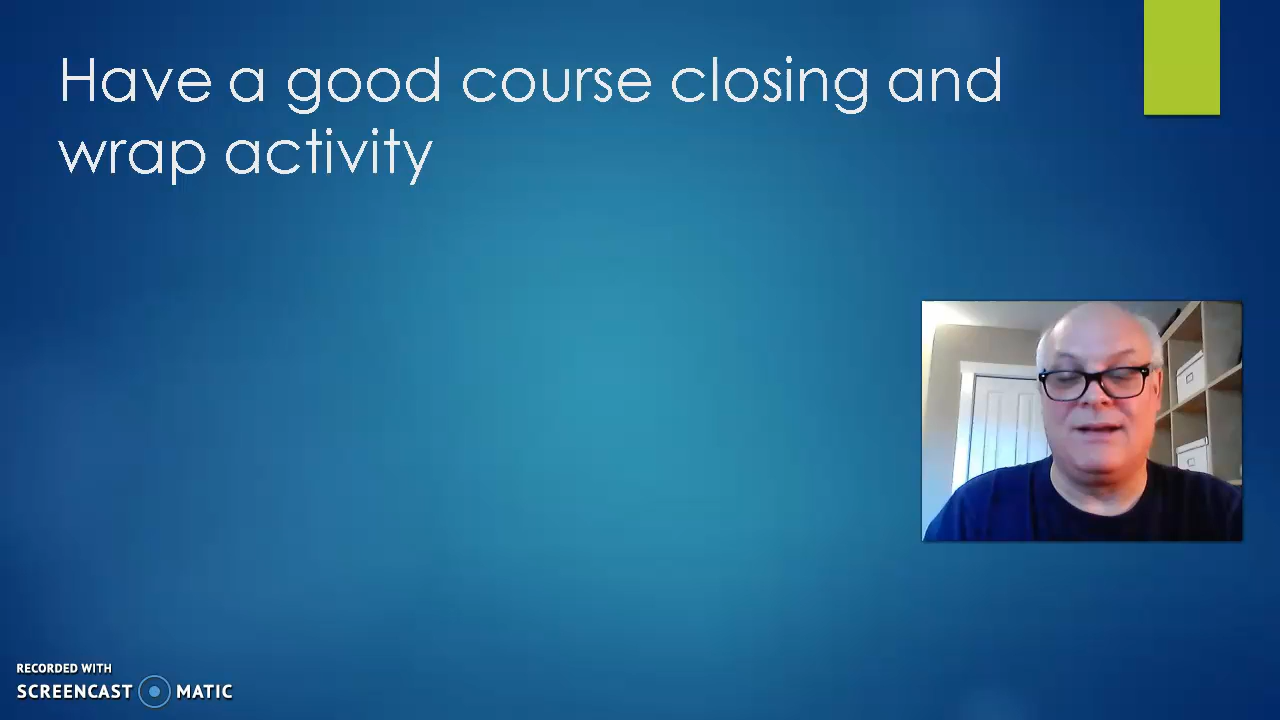 Have a good course closing and
wrap activity
RECORDED WITH
SCREENCAST MATIC